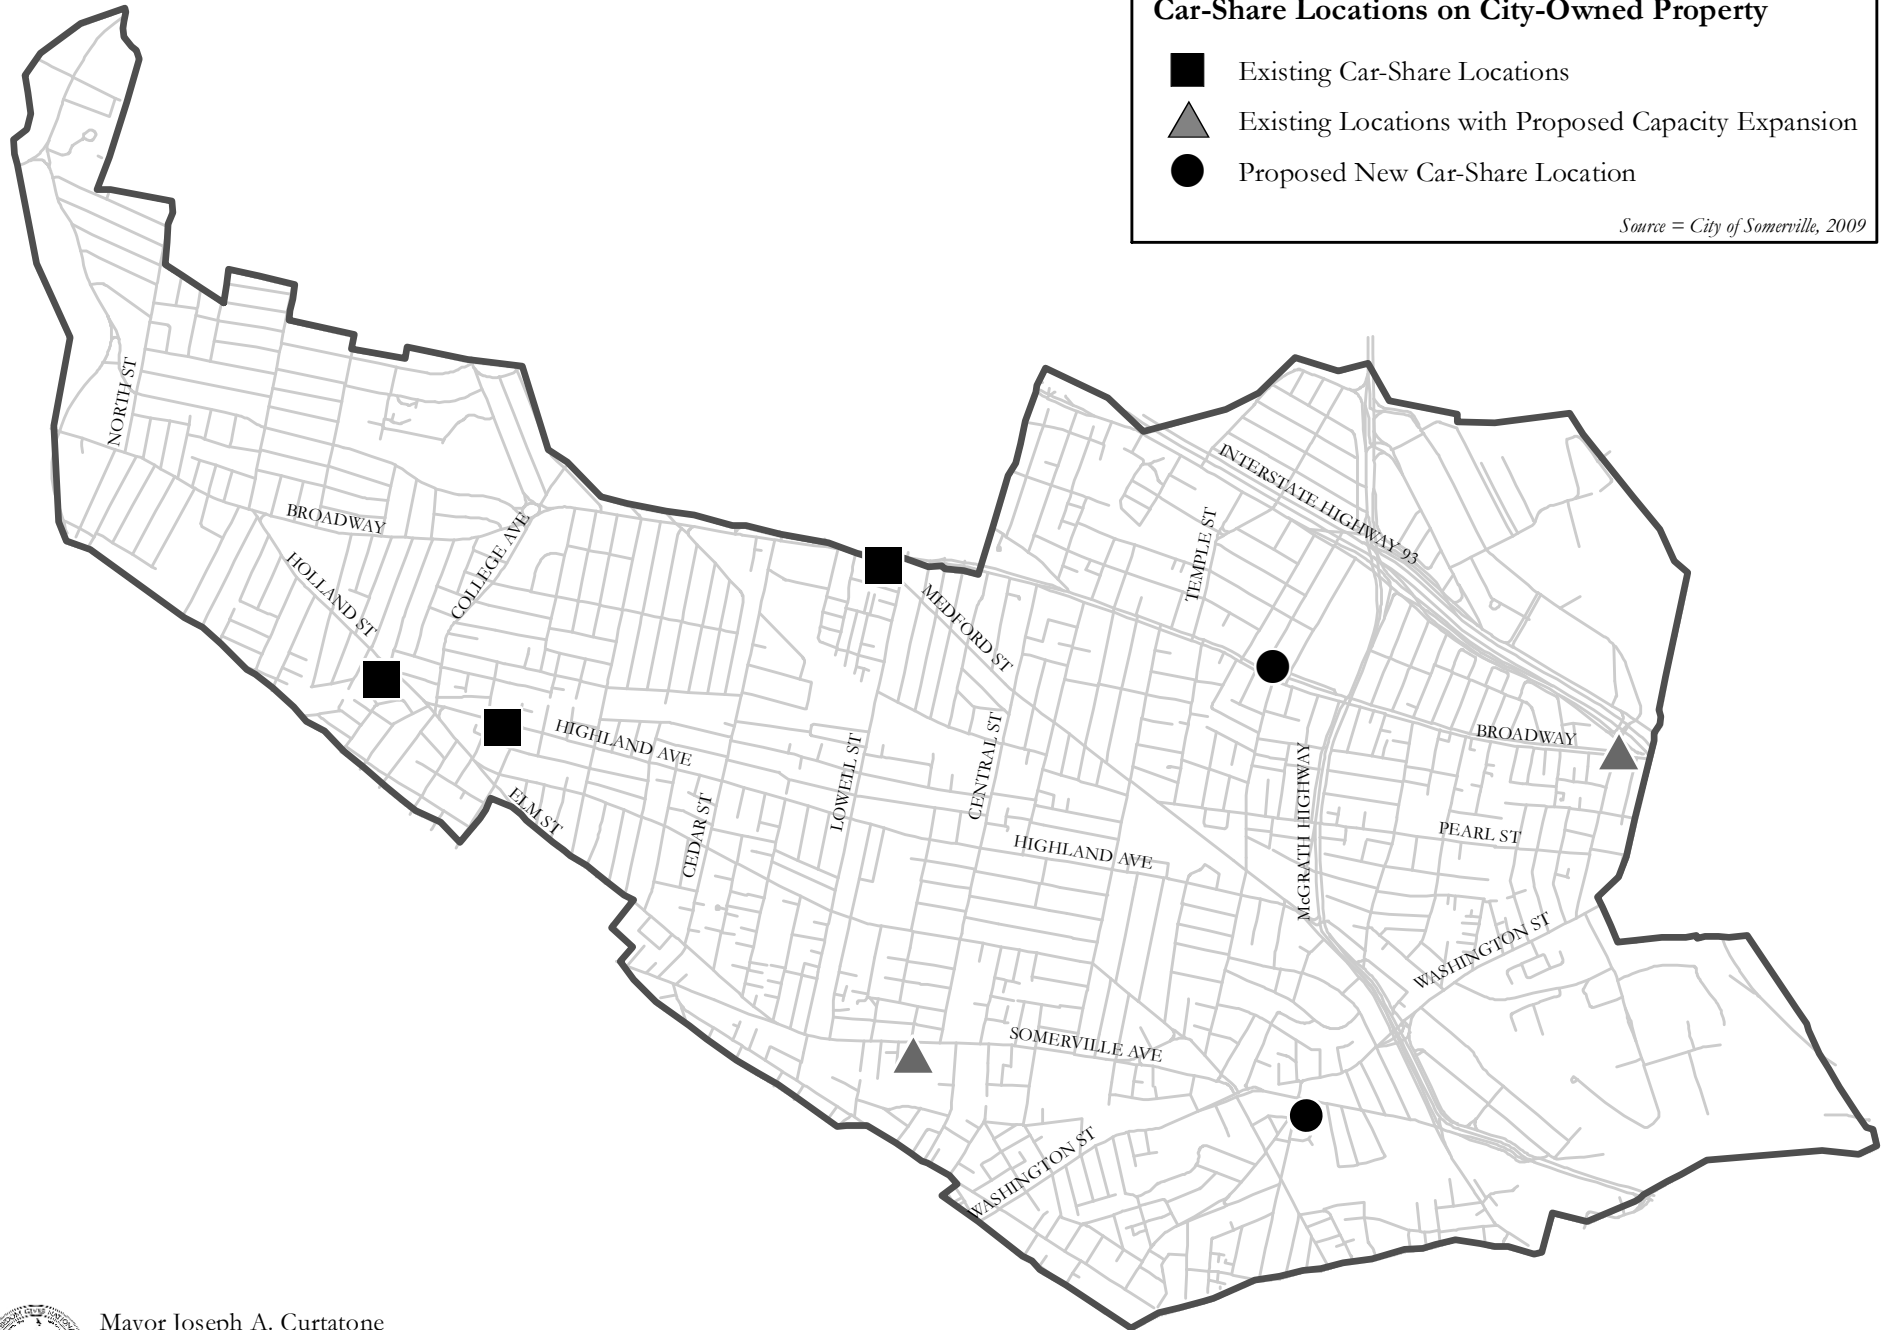 Car-Share Locations on City-Owned Property
Existing Car-Share Locations
Existing Locations with Proposed Capacity Expansion
Proposed New Car-Share Location
Source = City of Somerville, 2009
NORTH ST
BROADWAY
HOLLAND ST
COLLEGE AVE
INTERSTATE HIGHWAY 93
TEMPLE ST
MEDFORD ST
HIGHLAND AVE
ELM ST
CEDAR ST
LOWELL ST
CENTRAL ST
HIGHLAND AVE
McGRATH HIGHWAY
BROADWAY
PEARL ST
WASHINGTON ST
SOMERVILLE AVE
WASHINGTON ST
Mayor Joseph A. Curtatone